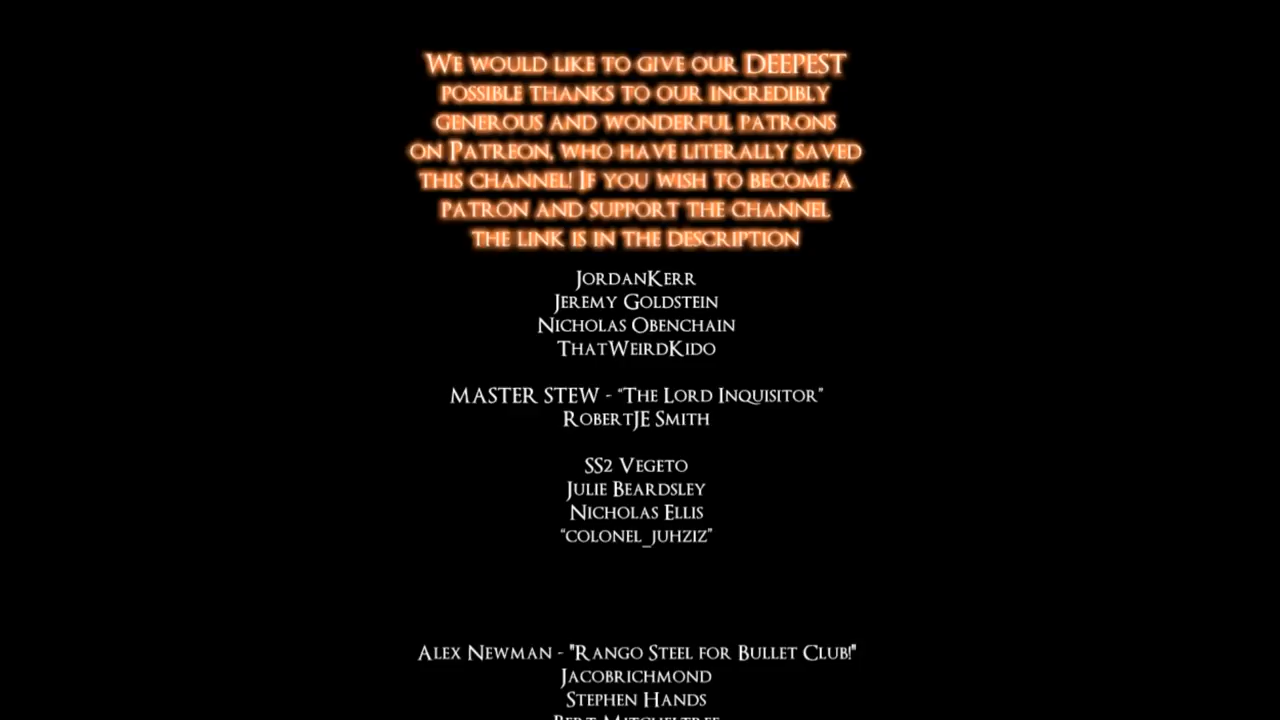 We would like to give our DEEPEST
possible thanks to our incredibly
generous and wonderful patrons
on Patreon, who have literally saved
this channel! If you wish to become a
patron and support the channel
the link is in the description
JordanKerr
Jeremy Goldstein
Nicholas Obenchain
ThatWeirdKido
MASTER STEW - “The Lord Inquisitor”
RobertJE Smith
SS2 Vegeto
Julie Beardsley
Nicholas Ellis
“colonel_juhziz”
Alex Newman - "Rango Steel for Bullet Club!"
Jacobrichmond
Stephen Hands
Bert Mitcheltree